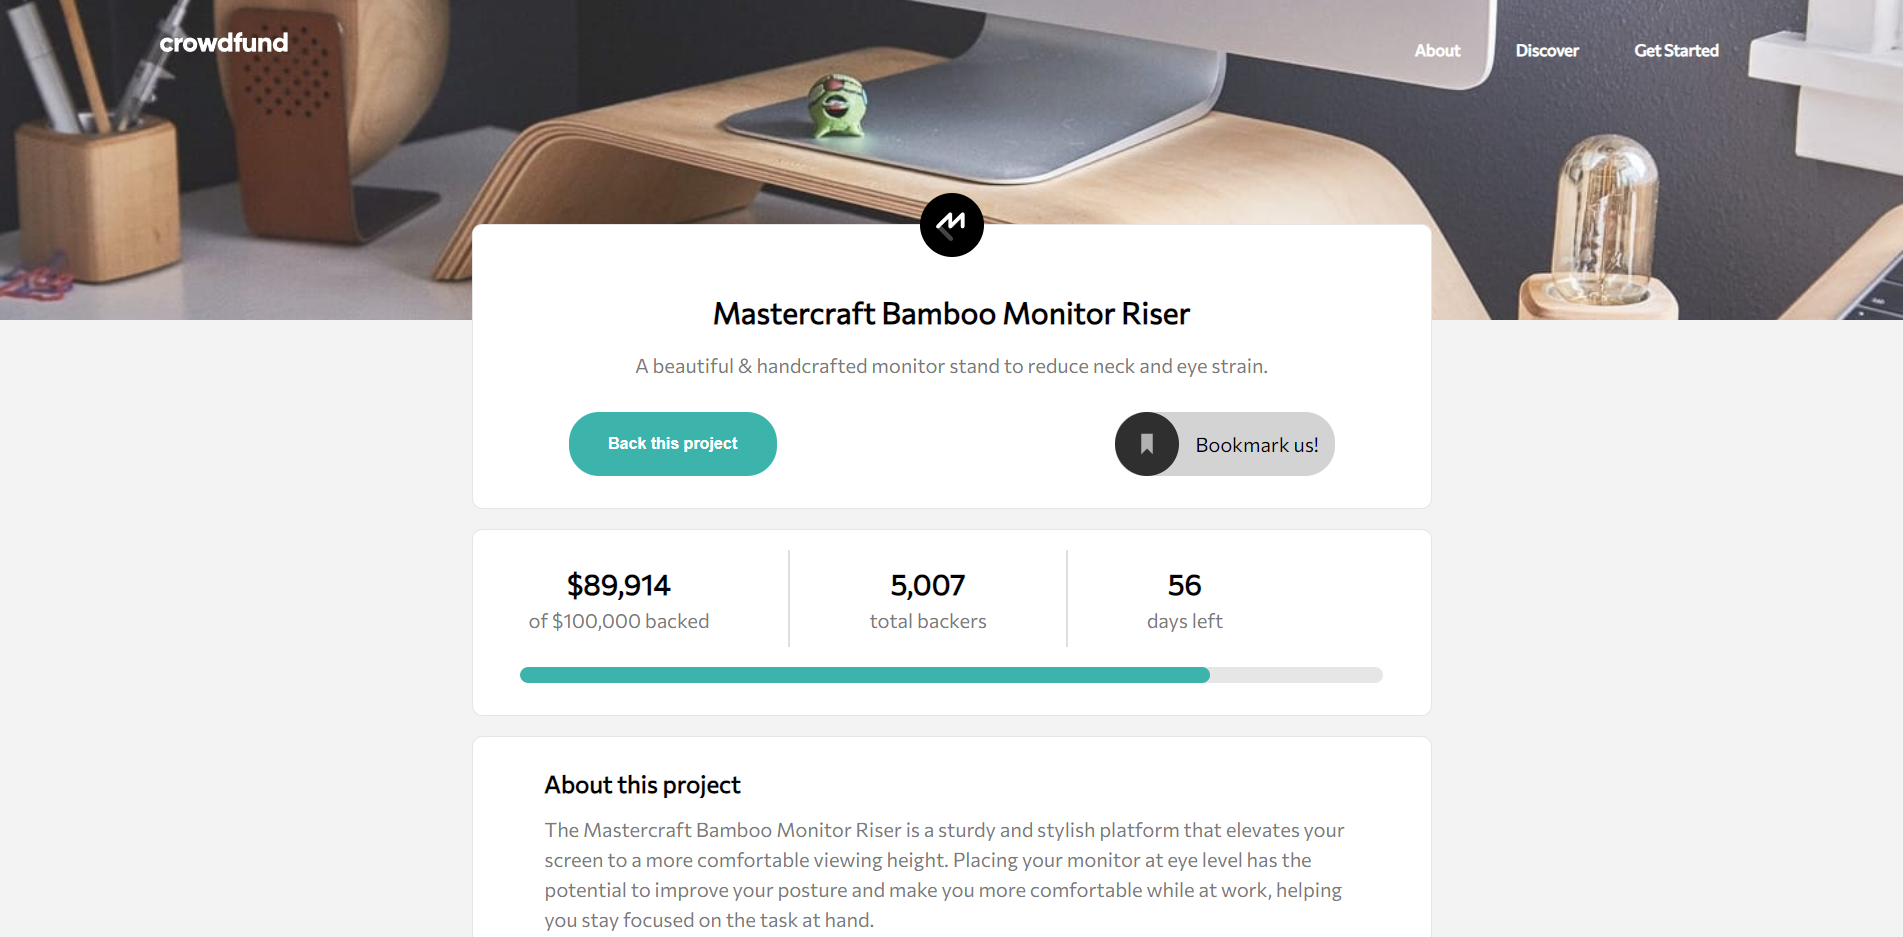 crowdfund
About Discover Get Started
Mastercraft Bamboo Monitor Riser
A beautiful & handcrafted monitor stand to reduce neck and eye strain.
Back this project
Bookmark us!
$89,914
of $100,000 backed
5,007
total backers
56
days left
About this project
The Mastercraft Bamboo Monitor Riser is a sturdy and stylish platform that elevates your
screen to a more comfortable viewing height. Placing your monitor at eye level has the
potential to improve your posture and make you more comfortable while at work, helping
you stay focused on the task at hand.